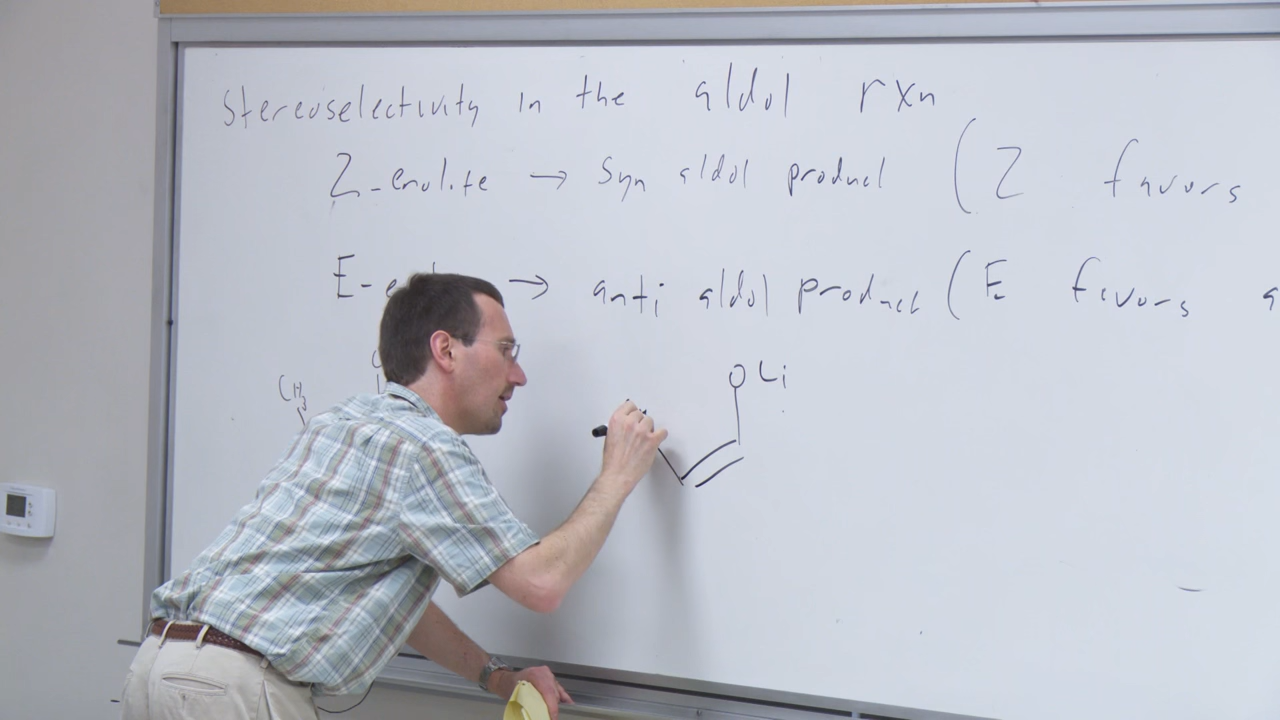 Stereoselectivity in the aldol rxn
Z-enolate → Syn aldol product (Z favors
E- → anti aldol product (E favors
CH3
OLi